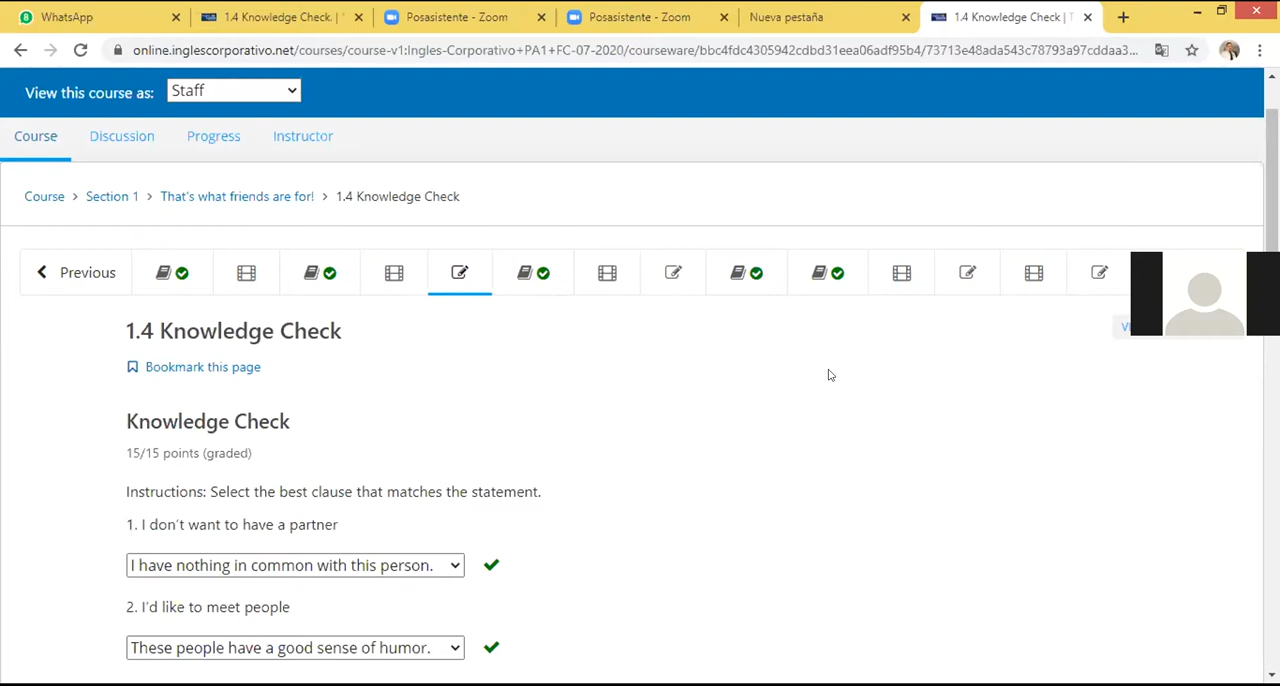 8 WhatsApp
1.4 Knowledge Check. |
Posasistente - Zoom
Posasistente - Zoom
Nueva pestaña
1.4 Knowledge Check | T
online.inglescorporativo.net/courses/course-v1:Ingles-Corporativo+PA1+FC-07-2020/courseware/bbc4fdc4305942cdbd31eea06adf95b4/73713e48ada543c78793a97cddaa3...
View this course as: Staff
Course Discussion Progress Instructor
Course > Section 1 > That's what friends are for! > 1.4 Knowledge Check
Previous
1.4 Knowledge Check
Bookmark this page
Knowledge Check
15/15 points (graded)
Instructions: Select the best clause that matches the statement.
1. I don´t want to have a partner
I have nothing in common with this person.
2. I'd like to meet people
These people have a good sense of humor.